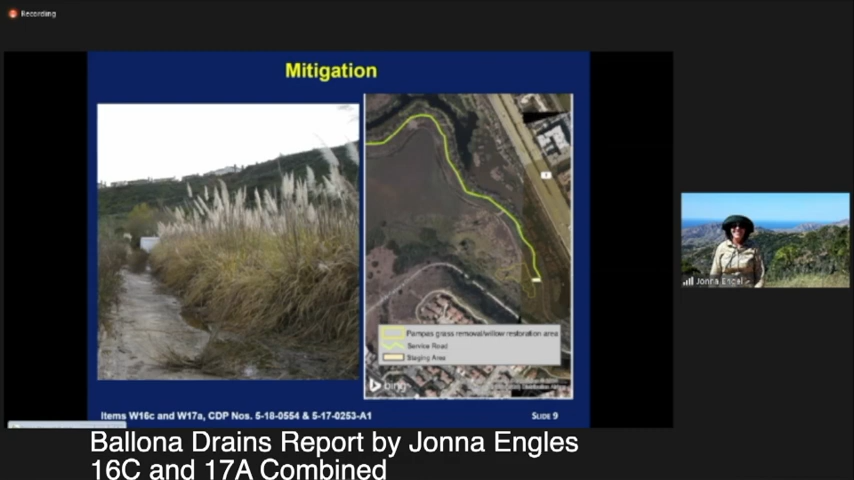 Recording
Mitigation
1
Pampas grass removal/willow restoration area
Service Road
Staging Area
bing
Items W16c and W17a, CDP Nos. 5-18-0554 & 5-17-0253-A1
SLIDE 9
Jonna Engel
Ballona Drains Report by Jonna Engles
16C and 17A Combined